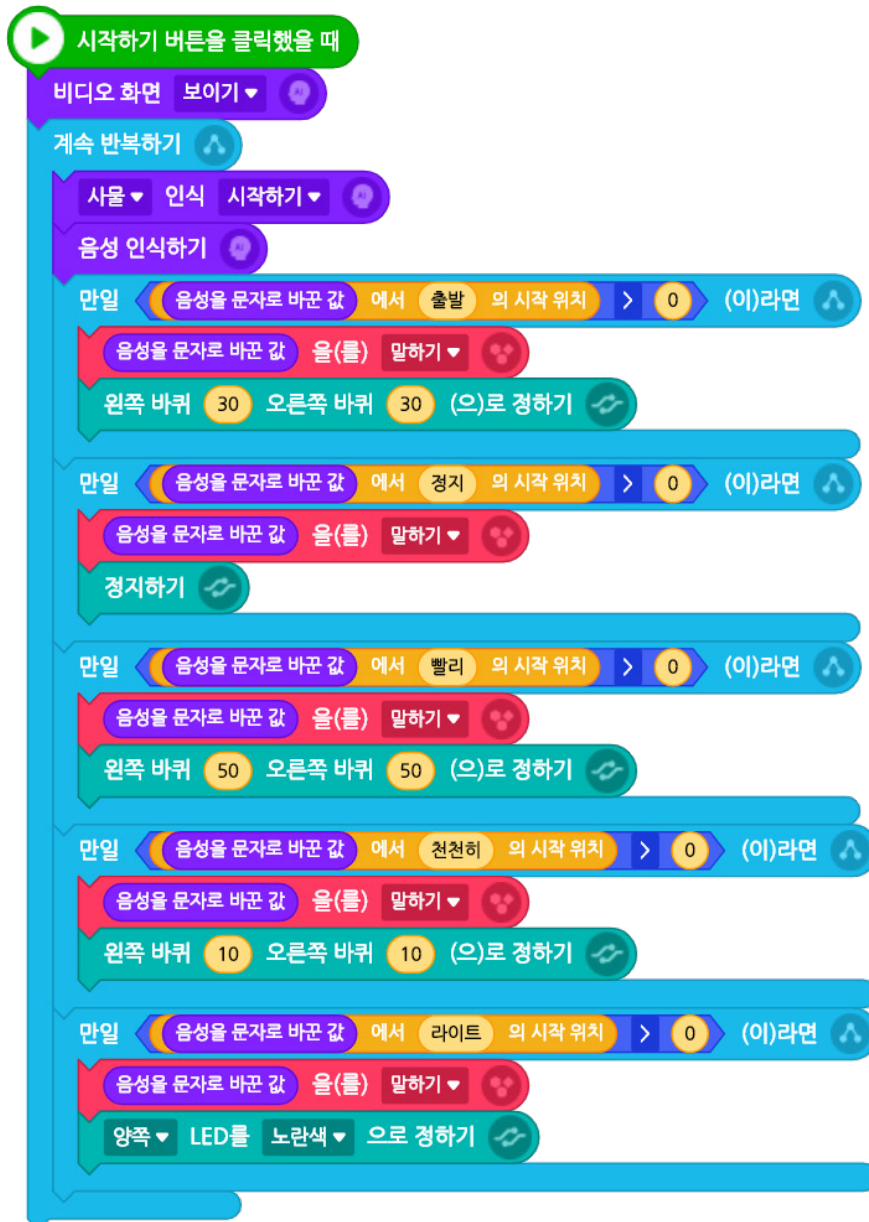 시작하기 버튼을 클릭했을 때
비디오 화면 보이기 AI
계속 반복하기
사물 인식 시작하기 AI
음성 인식하기 AI
만일 음성을 문자로 바꾼 값 에서 출발 의 시작 위치 > 0 (이)라면
음성을 문자로 바꾼 값 을(를) 말하기
왼쪽 바퀴 30 오른쪽 바퀴 30 (으)로 정하기
만일 음성을 문자로 바꾼 값 에서 정지 의 시작 위치 > 0 (이)라면
음성을 문자로 바꾼 값 을(를) 말하기
정지하기
만일 음성을 문자로 바꾼 값 에서 빨리 의 시작 위치 > 0 (이)라면
음성을 문자로 바꾼 값 을(를) 말하기
왼쪽 바퀴 50 오른쪽 바퀴 50 (으)로 정하기
만일 음성을 문자로 바꾼 값 에서 천천히 의 시작 위치 > 0 (이)라면
음성을 문자로 바꾼 값 을(를) 말하기
왼쪽 바퀴 10 오른쪽 바퀴 10 (으)로 정하기
만일 음성을 문자로 바꾼 값 에서 라이트 의 시작 위치 > 0 (이)라면
음성을 문자로 바꾼 값 을(를) 말하기
양쪽 LED를 노란색 으로 정하기